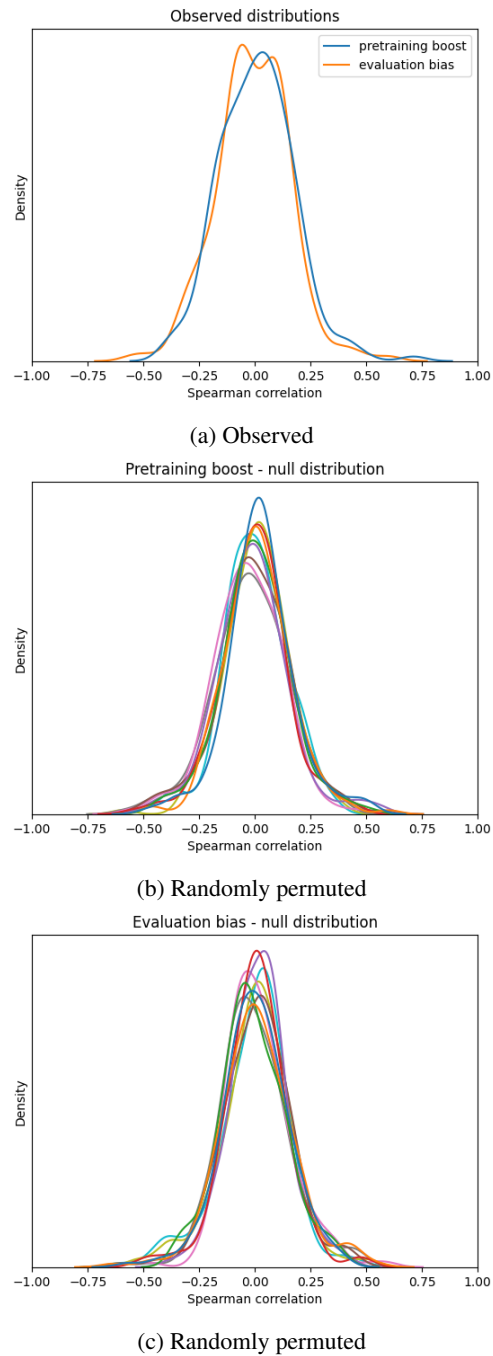 Observed distributions
pretraining boost
evaluation bias
Density
−1.00 −0.75 −0.50 −0.25 0.00 0.25 0.50 0.75 1.00
Spearman correlation
(a) Observed
Pretraining boost - null distribution
Density
−1.00 −0.75 −0.50 −0.25 0.00 0.25 0.50 0.75 1.00
Spearman correlation
(b) Randomly permuted
Evaluation bias - null distribution
Density
−1.00 −0.75 −0.50 −0.25 0.00 0.25 0.50 0.75 1.00
Spearman correlation
(c) Randomly permuted